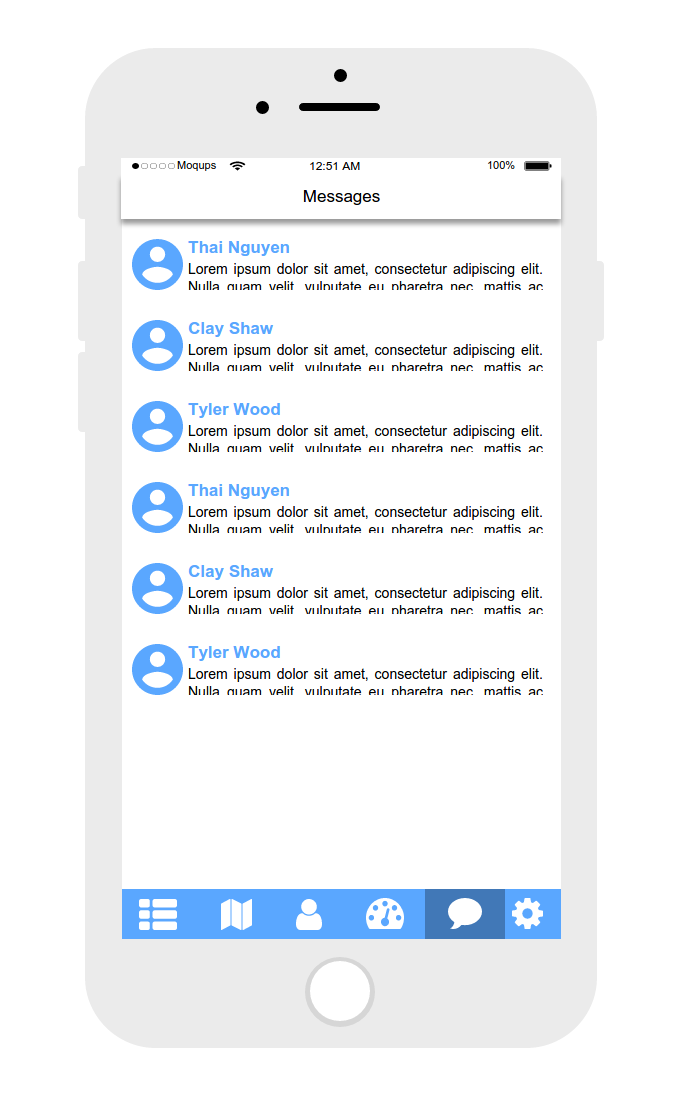 Moqups 12:51 AM 100%
Messages
Thai Nguyen
Lorem ipsum dolor sit amet, consectetur adipiscing elit.
Nulla quam velit, vulputate eu pharetra nec, mattis ac
Clay Shaw
Lorem ipsum dolor sit amet, consectetur adipiscing elit.
Nulla quam velit, vulputate eu pharetra nec, mattis ac
Tyler Wood
Lorem ipsum dolor sit amet, consectetur adipiscing elit.
Nulla quam velit, vulputate eu pharetra nec, mattis ac
Thai Nguyen
Lorem ipsum dolor sit amet, consectetur adipiscing elit.
Nulla quam velit, vulputate eu pharetra nec, mattis ac
Clay Shaw
Lorem ipsum dolor sit amet, consectetur adipiscing elit.
Nulla quam velit, vulputate eu pharetra nec, mattis ac
Tyler Wood
Lorem ipsum dolor sit amet, consectetur adipiscing elit.
Nulla quam velit, vulputate eu pharetra nec, mattis ac